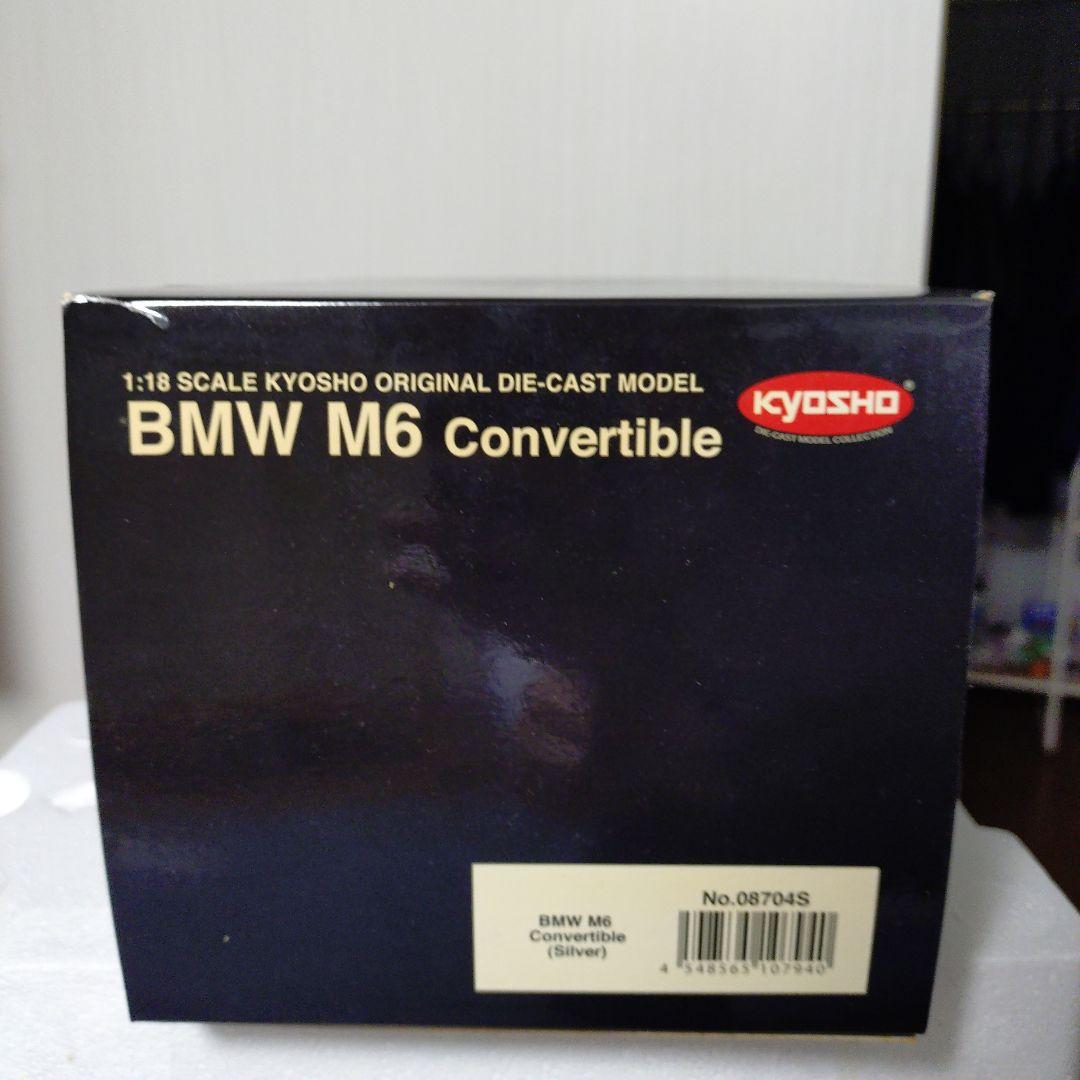 1:18 SCALE KYOSHO ORIGINAL DIE-CAST MODEL
BMW M6 Convertible
KYOSHO®
DIE-CAST MODEL COLLECTION
No.08704S
BMW M6
Convertible
(Silver)
4 548565 107940